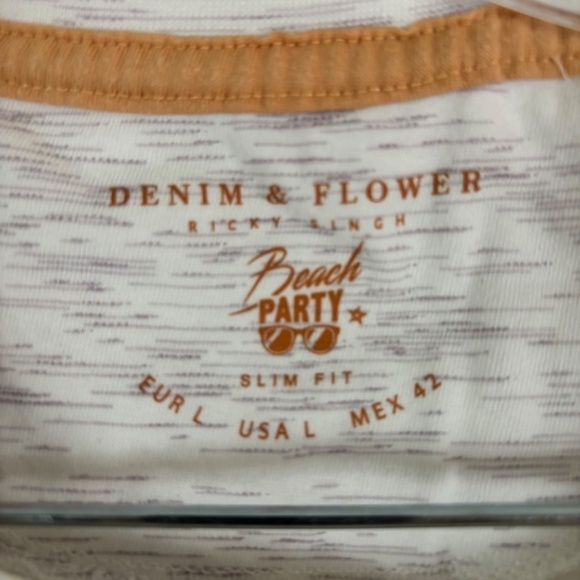 DENIM & FLOWER
RICKY SINGH
Beach
PARTY
SLIM FIT
EUR L USA L MEX 42